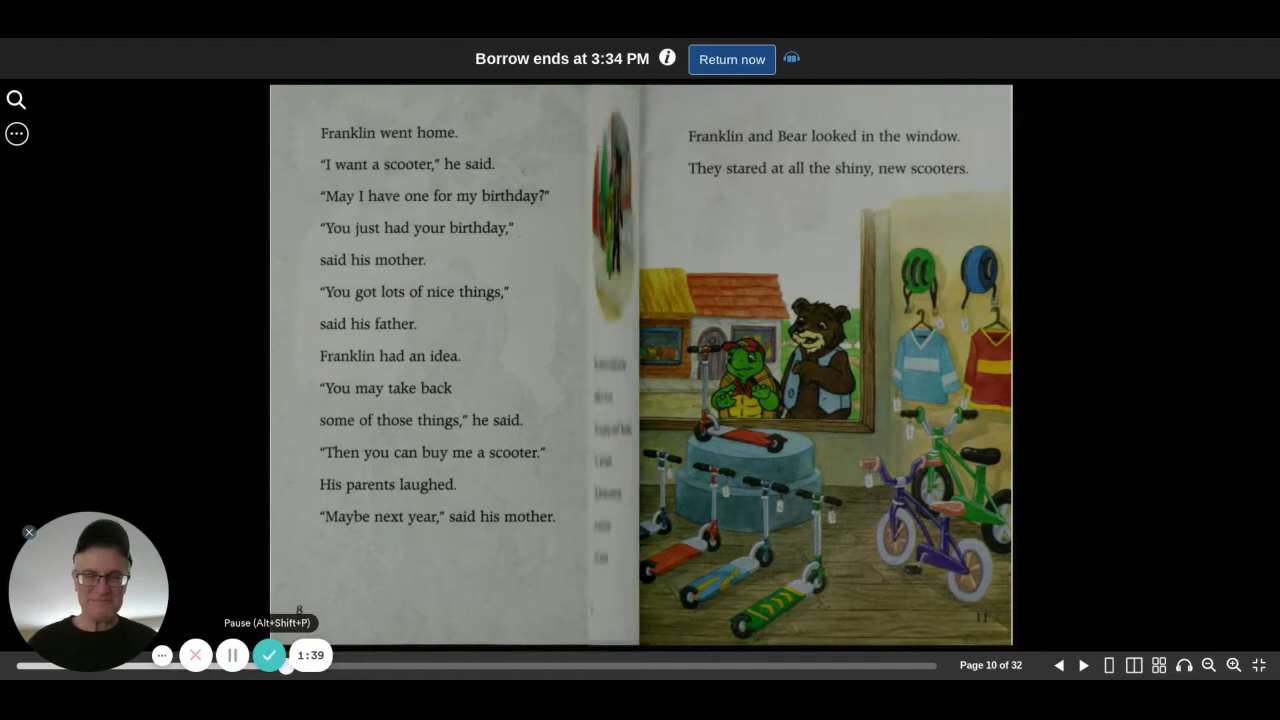 Borrow ends at 3:34 PM
Return now
Franklin went home.
“I want a scooter,” he said.
“May I have one for my birthday?”
“You just had your birthday,”
said his mother.
“You got lots of nice things,”
said his father.
Franklin had an idea.
“You may take back
some of those things,” he said.
“Then you can buy me a scooter.”
His parents laughed.
“Maybe next year,” said his mother.
8
Franklin and Bear looked in the window.
They stared at all the shiny, new scooters.
11
Pause (Alt+Shift+P)
1:39
Page 10 of 32